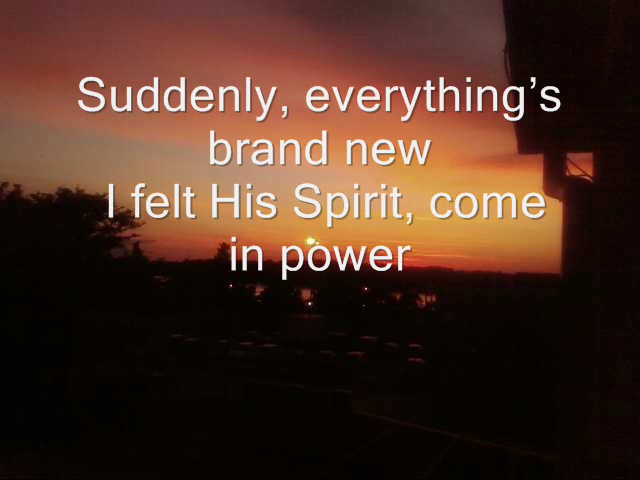 Suddenly, everything’s
brand new
I felt His Spirit, come
in power